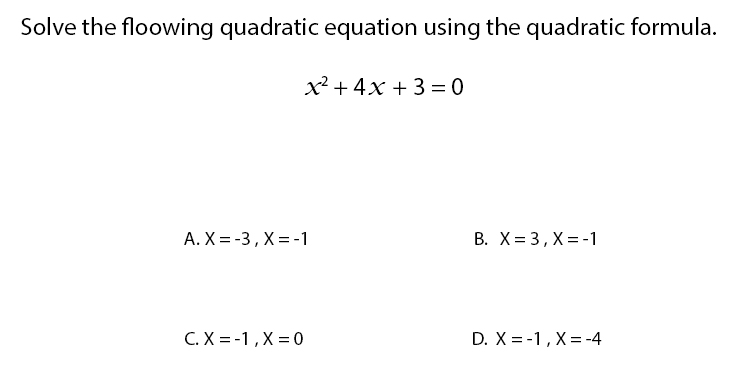 Solve the floowing quadratic equation using the quadratic formula.
x² + 4x + 3 = 0
A. X = -3 , X = -1
B. X = 3 , X = -1
C. X = -1 , X = 0
D. X = -1 , X = -4